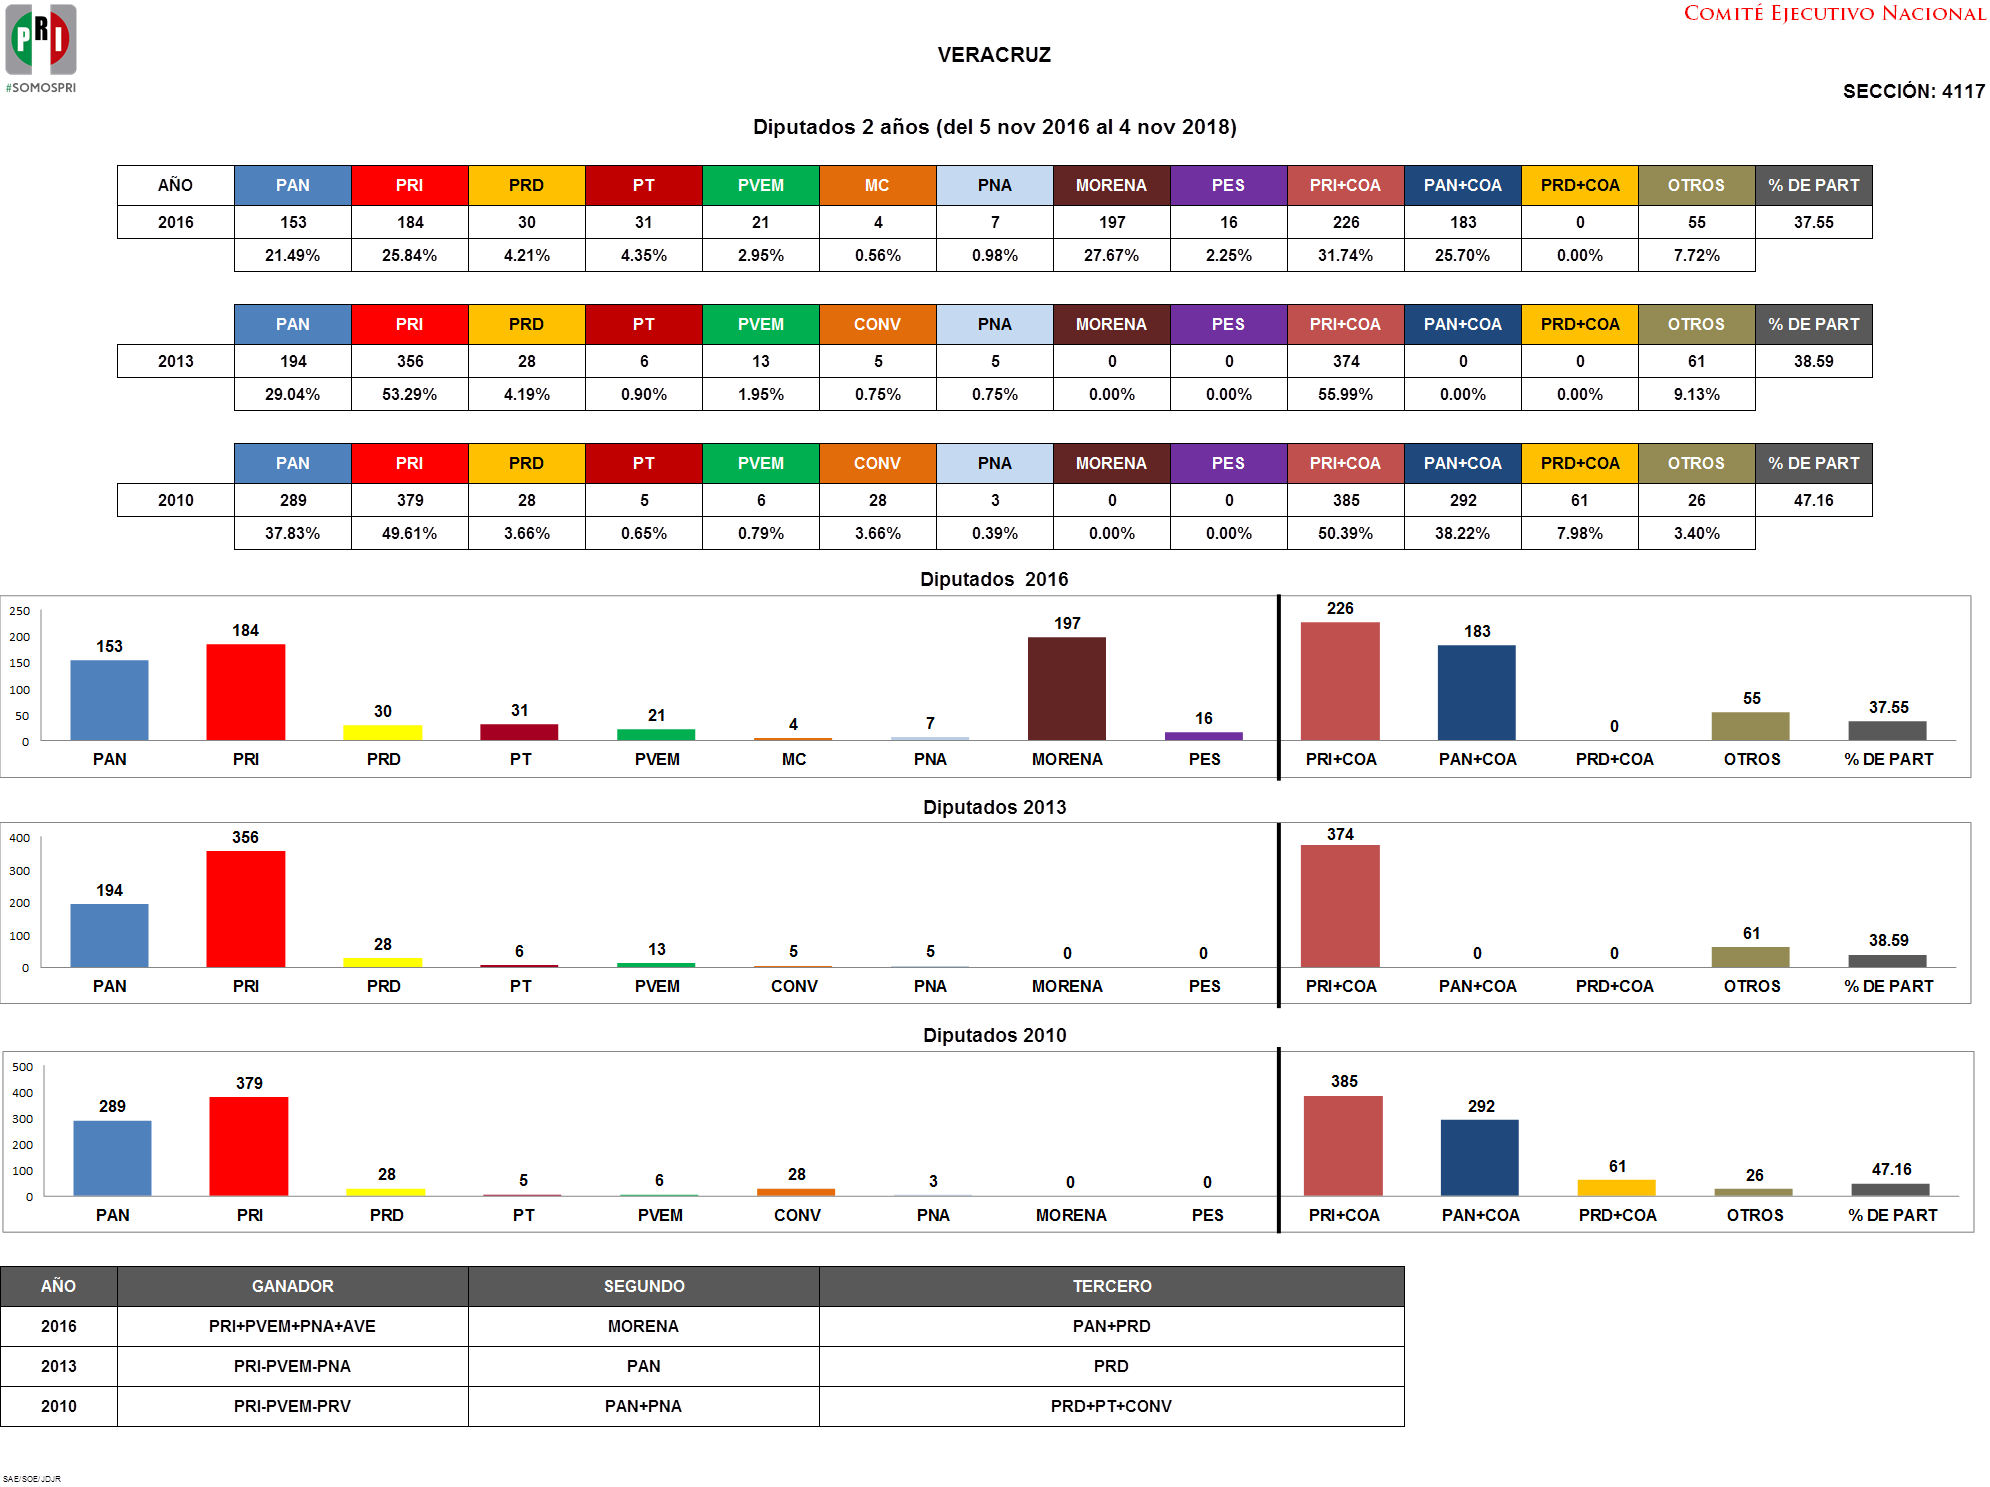 PRI
#SOMOSPRI
COMITÉ EJECUTIVO NACIONAL
VERACRUZ
SECCIÓN: 4117
Diputados 2 años (del 5 nov 2016 al 4 nov 2018)
AÑO PAN PRI PRD PT PVEM MC PNA MORENA PES PRI+COA PAN+COA PRD+COA OTROS % DE PART
2016 153 184 30 31 21 4 7 197 16 226 183 0 55 37.55
21.49% 25.84% 4.21% 4.35% 2.95% 0.56% 0.98% 27.67% 2.25% 31.74% 25.70% 0.00% 7.72%
PAN PRI PRD PT PVEM CONV PNA MORENA PES PRI+COA PAN+COA PRD+COA OTROS % DE PART
2013 194 356 28 6 13 5 5 0 0 374 0 0 61 38.59
29.04% 53.29% 4.19% 0.90% 1.95% 0.75% 0.75% 0.00% 0.00% 55.99% 0.00% 0.00% 9.13%
PAN PRI PRD PT PVEM CONV PNA MORENA PES PRI+COA PAN+COA PRD+COA OTROS % DE PART
2010 289 379 28 5 6 28 3 0 0 385 292 61 26 47.16
37.83% 49.61% 3.66% 0.65% 0.79% 3.66% 0.39% 0.00% 0.00% 50.39% 38.22% 7.98% 3.40%
Diputados 2016
250
200
150
100
50
0
153 184 30 31 21 4 7 197 16 226 183 0 55 37.55
PAN PRI PRD PT PVEM MC PNA MORENA PES PRI+COA PAN+COA PRD+COA OTROS % DE PART
Diputados 2013
400
300
200
100
0
194 356 28 6 13 5 5 0 0 374 0 0 61 38.59
PAN PRI PRD PT PVEM CONV PNA MORENA PES PRI+COA PAN+COA PRD+COA OTROS % DE PART
Diputados 2010
500
400
300
200
100
0
289 379 28 5 6 28 3 0 0 385 292 61 26 47.16
PAN PRI PRD PT PVEM CONV PNA MORENA PES PRI+COA PAN+COA PRD+COA OTROS % DE PART
AÑO GANADOR SEGUNDO TERCERO
2016 PRI+PVEM+PNA+AVE MORENA PAN+PRD
2013 PRI-PVEM-PNA PAN PRD
2010 PRI-PVEM-PRV PAN+PNA PRD+PT+CONV
SAE/SOE/JDJR